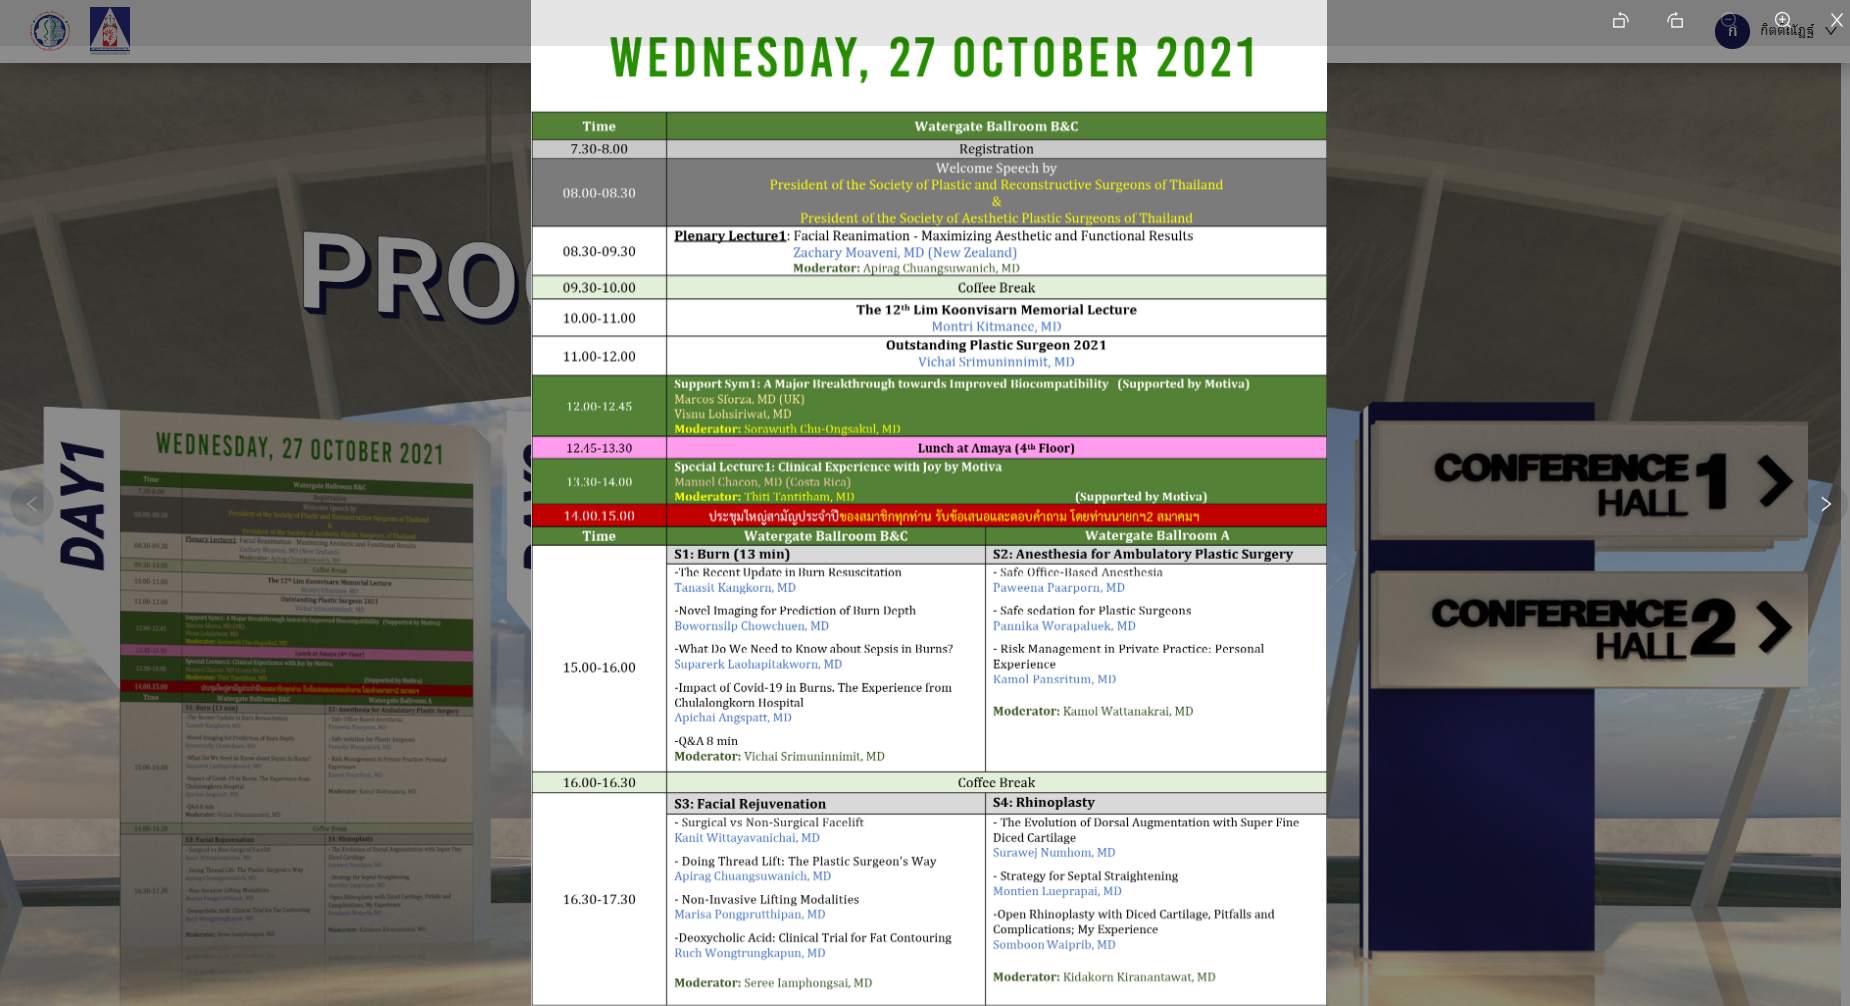 WEDNESDAY, 27 OCTOBER 2021
ก
กิตติณัฏฐ์
Time
Watergate Ballroom B&C
7.30-8.00
Registration
08.00-08.30
Welcome Speech by
President of the Society of Plastic and Reconstructive Surgeons of Thailand
&
President of the Society of Aesthetic Plastic Surgeons of Thailand
08.30-09.30
Plenary Lecture1: Facial Reanimation - Maximizing Aesthetic and Functional Results
Zachary Moaveni, MD (New Zealand)
Moderator: Apirag Chuangsuwanich, MD
09.30-10.00
Coffee Break
10.00-11.00
The 12th Lim Koonvisarn Memorial Lecture
Montri Kitmanee, MD
11.00-12.00
Outstanding Plastic Surgeon 2021
Vichai Srimuninnimit, MD
12.00-12.45
Support Sym1: A Major Breakthrough towards Improved Biocompatibility (Supported by Motiva)
Marcos Sforza, MD (UK)
Visnu Lohsiriwat, MD
Moderator: Sorawuth Chu-Ongsakul, MD
12.45-13.30
Lunch at Amaya (4th Floor)
13.30-14.00
Special Lecture1: Clinical Experience with Joy by Motiva
Manuel Chacon, MD (Costa Rica)
Moderator: Thiti Tantitham, MD (Supported by Motiva)
14.00.15.00
ประชุมใหญ่สามัญประจำปีของสมาชิกทุกท่าน รับข้อเสนอและตอบคำถาม โดยท่านนายกฯ2 สมาคมฯ
Time
Watergate Ballroom B&C
Watergate Ballroom A
15.00-16.00
S1: Burn (13 min)
-The Recent Update in Burn Resuscitation
Tanasit Kangkorn, MD
-Novel Imaging for Prediction of Burn Depth
Bowornsilp Chowchuen, MD
-What Do We Need to Know about Sepsis in Burns?
Suparerk Laohapitakworn, MD
-Impact of Covid-19 in Burns. The Experience from
Chulalongkorn Hospital
Apichai Angspatt, MD
-Q&A 8 min
Moderator: Vichai Srimuninnimit, MD
S2: Anesthesia for Ambulatory Plastic Surgery
- Safe Office-Based Anesthesia
Paweena Paarporn, MD
- Safe sedation for Plastic Surgeons
Pannika Worapaluek, MD
- Risk Management in Private Practice: Personal
Experience
Kamol Pansritum, MD
Moderator: Kamol Wattanakrai, MD
16.00-16.30
Coffee Break
16.30-17.30
S3: Facial Rejuvenation
- Surgical vs Non-Surgical Facelift
Kanit Wittayavanichai, MD
- Doing Thread Lift: The Plastic Surgeon's Way
Apirag Chuangsuwanich, MD
- Non-Invasive Lifting Modalities
Marisa Pongprutthipan, MD
-Deoxycholic Acid: Clinical Trial for Fat Contouring
Ruch Wongtrungkapun, MD
Moderator: Seree Iamphongsai, MD
S4: Rhinoplasty
- The Evolution of Dorsal Augmentation with Super Fine
Diced Cartilage
Surawej Numhom, MD
- Strategy for Septal Straightening
Montien Lueprapai, MD
-Open Rhinoplasty with Diced Cartilage, Pitfalls and
Complications; My Experience
Somboon Waiprib, MD
Moderator: Kidakorn Kiranantawat, MD
DAY1
WEDNESDAY, 27 OCTOBER 2021
CONFERENCE
HALL 1
CONFERENCE
HALL 2